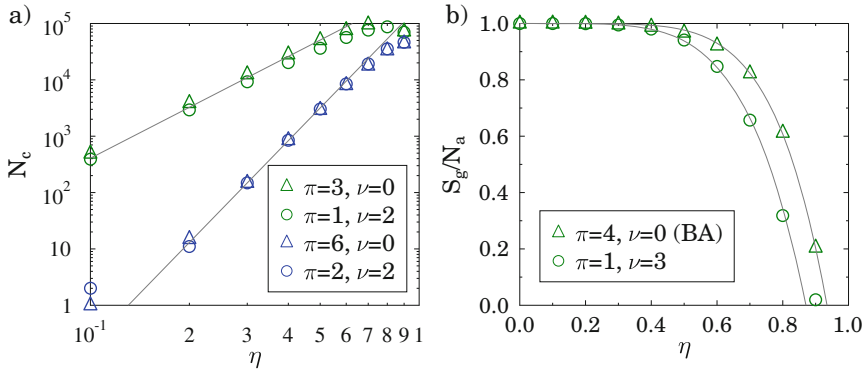 a)
10^5
10^4
10^3
10^2
10
1
N_c
π=3, ν=0
π=1, ν=2
π=6, ν=0
π=2, ν=2
10^-1 2 3 4 5 6 7 8 9 1
η
b)
1.0
0.8
0.6
0.4
0.2
0.0
S_g/N_a
π=4, ν=0 (BA)
π=1, ν=3
0.0 0.2 0.4 0.6 0.8 1.0
η